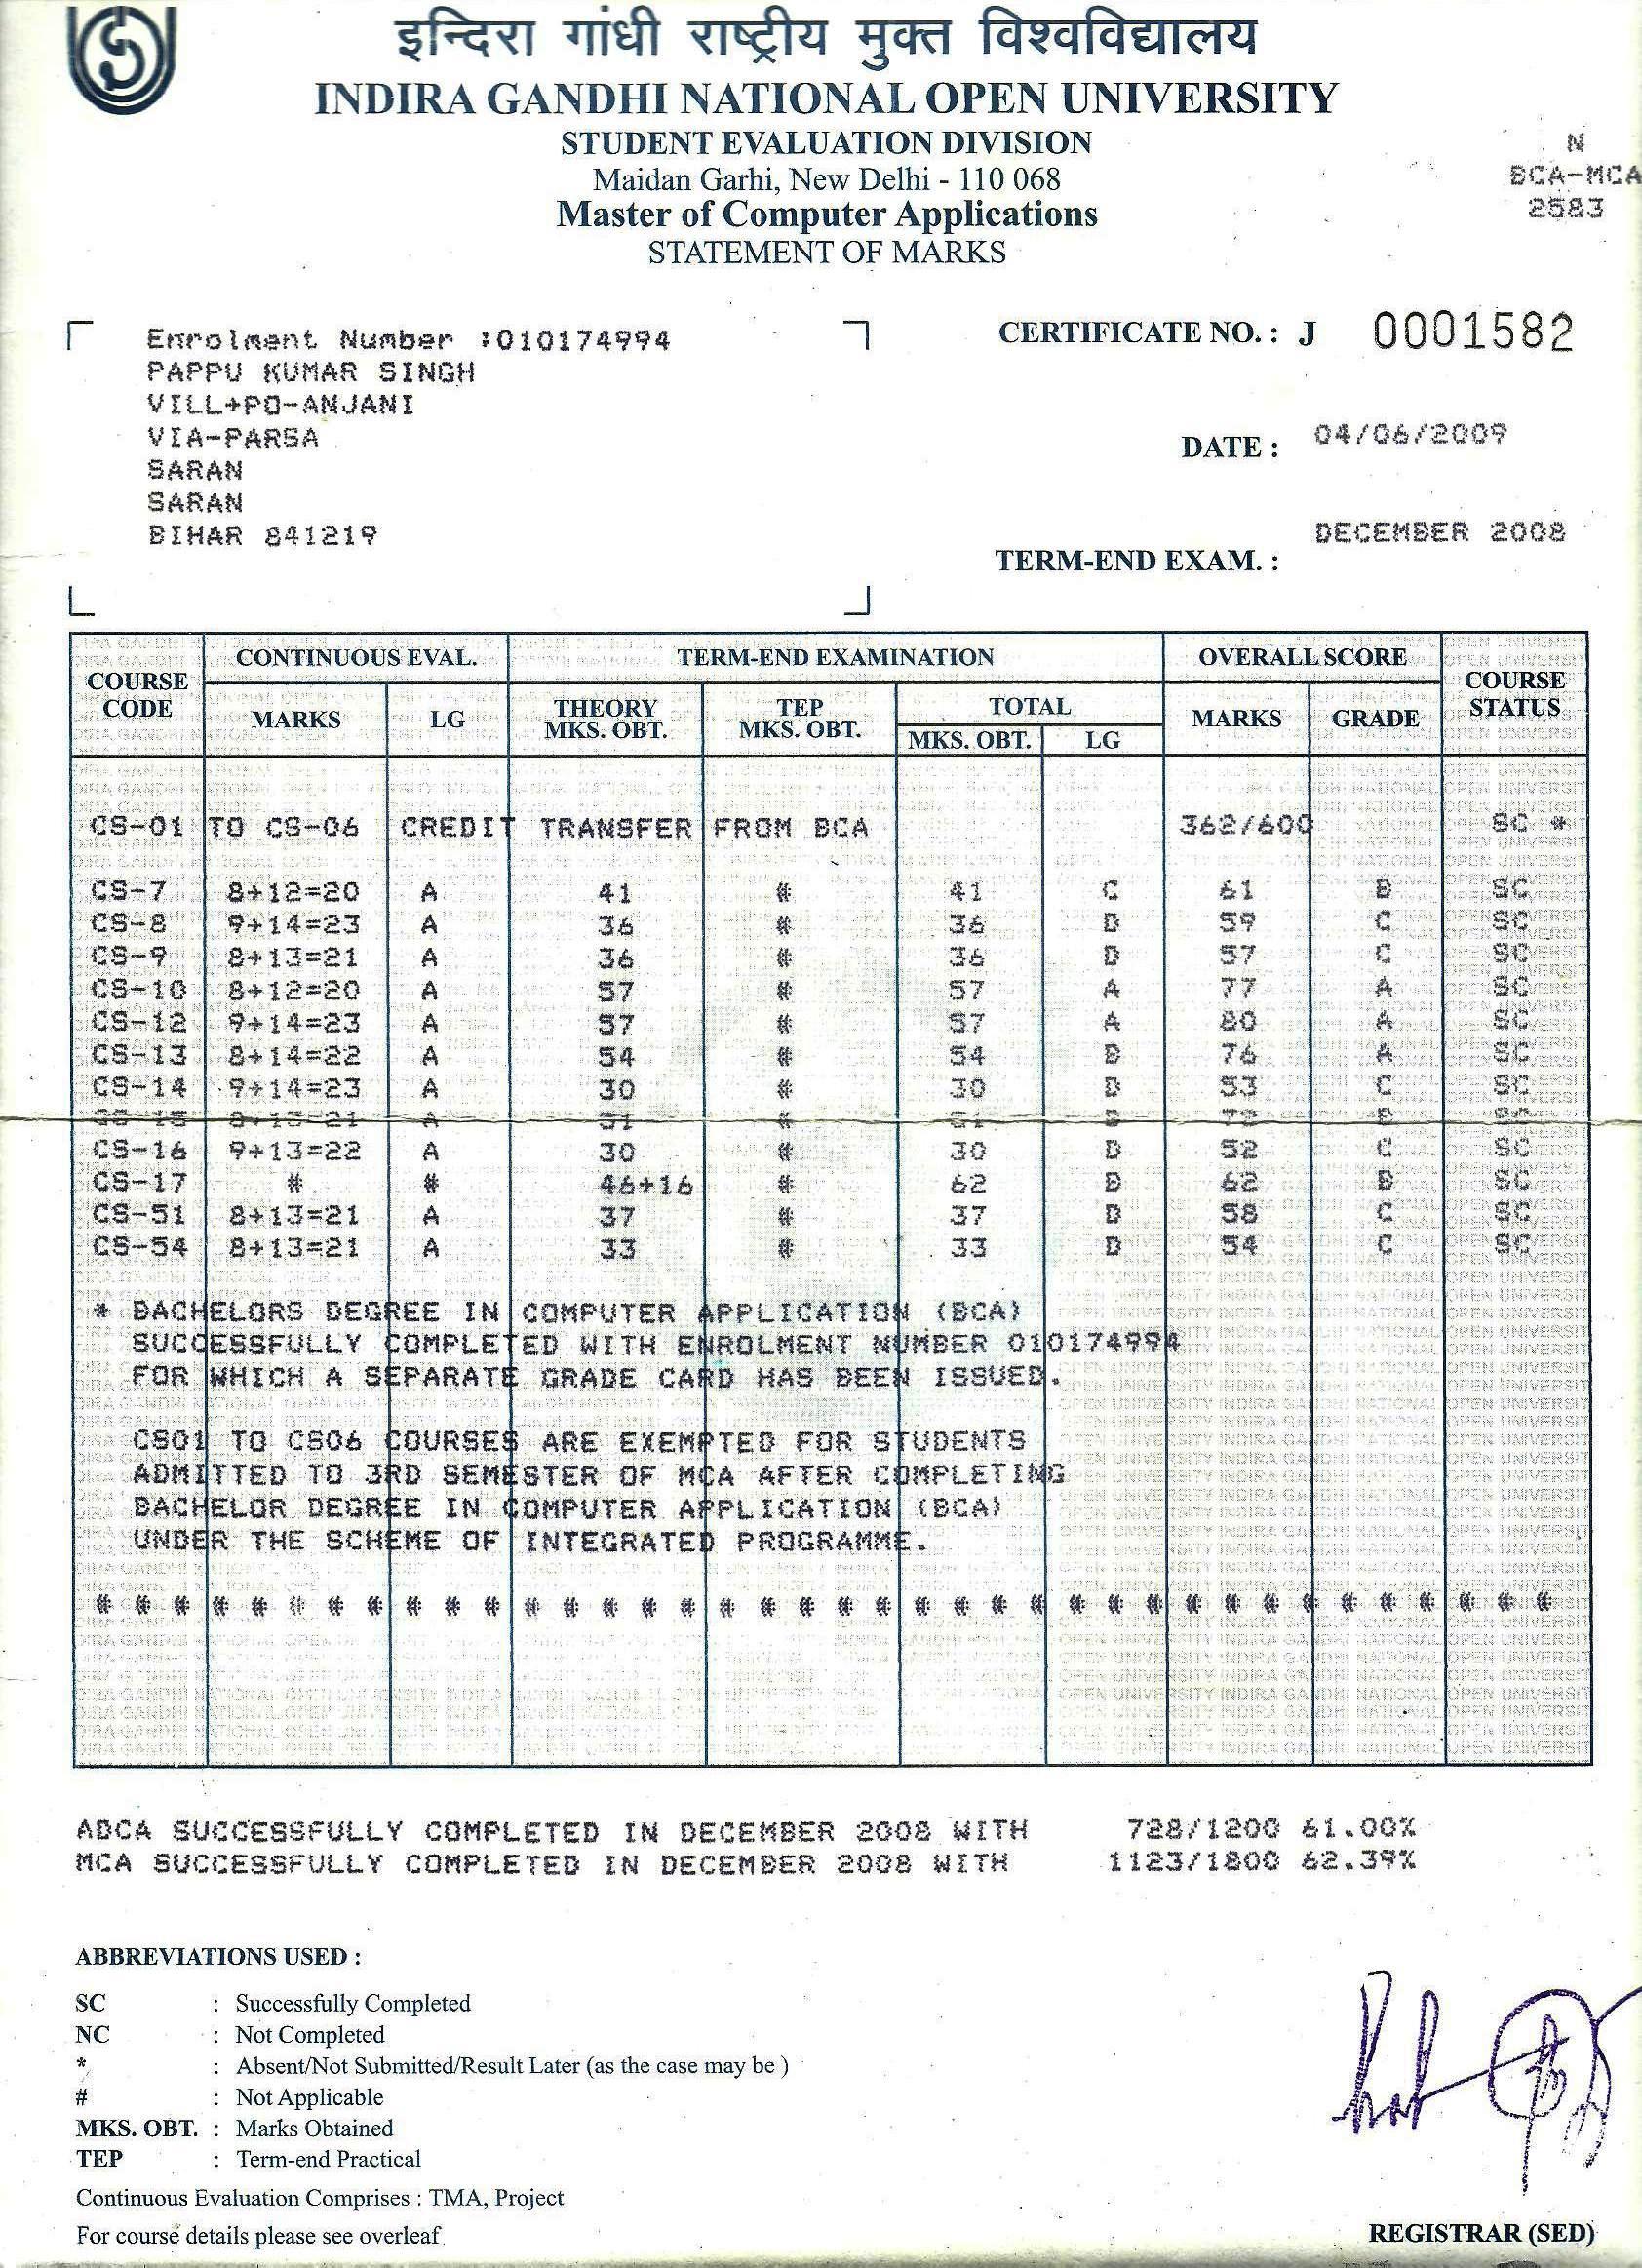 इन्दिरा गांधी राष्ट्रीय मुक्त विश्वविद्यालय
INDIRA GANDHI NATIONAL OPEN UNIVERSITY
STUDENT EVALUATION DIVISION
Maidan Garhi, New Delhi - 110 068
Master of Computer Applications
STATEMENT OF MARKS
N
BCA-MCA
2583
Enrolment Number :010174994
PAPPU KUMAR SINGH
VILL+PO-ANJANI
VIA-PARSA
SARAN
SARAN
BIHAR 841219
CERTIFICATE NO. : J 0001582
DATE : 04/06/2009
TERM-END EXAM. : DECEMBER 2008
COURSE CODE CONTINUOUS EVAL. TERM-END EXAMINATION OVERALL SCORE COURSE STATUS
MARKS LG THEORY MKS. OBT. TEP MKS. OBT. TOTAL MARKS GRADE
MKS. OBT. LG
CS-01 TO CS-06 CREDIT TRANSFER FROM BCA 362/600 SC *
CS-7 8+12=20 A 41 # 41 C 61 B SC
CS-8 9+14=23 A 36 # 36 D 59 C SC
CS-9 8+13=21 A 36 # 36 D 57 C SC
CS-10 8+12=20 A 57 # 57 A 77 A SC
CS-12 9+14=23 A 57 # 57 A 80 A SC
CS-13 8+14=22 A 54 # 54 B 76 A SC
CS-14 9+14=23 A 30 # 30 D 53 C SC
CS-15 8+13=21 A 51 # 51 B 72 B SC
CS-16 9+13=22 A 30 # 30 D 52 C SC
CS-17 # # 46+16 # 62 B 62 B SC
CS-51 8+13=21 A 37 # 37 D 58 C SC
CS-54 8+13=21 A 33 # 33 D 54 C SC
* BACHELORS DEGREE IN COMPUTER APPLICATION (BCA)
SUCCESSFULLY COMPLETED WITH ENROLMENT NUMBER 010174994
FOR WHICH A SEPARATE GRADE CARD HAS BEEN ISSUED.
CS01 TO CS06 COURSES ARE EXEMPTED FOR STUDENTS
ADMITTED TO 3RD SEMESTER OF MCA AFTER COMPLETING
BACHELOR DEGREE IN COMPUTER APPLICATION (BCA)
UNDER THE SCHEME OF INTEGRATED PROGRAMME.
# # # # # # # # # # # # # # # # # # # # # # # # # # # # # # # # # # # # # #
ADCA SUCCESSFULLY COMPLETED IN DECEMBER 2008 WITH 728/1200 61.00%
MCA SUCCESSFULLY COMPLETED IN DECEMBER 2008 WITH 1123/1800 62.39%
ABBREVIATIONS USED :
SC : Successfully Completed
NC : Not Completed
* : Absent/Not Submitted/Result Later (as the case may be )
# : Not Applicable
MKS. OBT. : Marks Obtained
TEP : Term-end Practical
Continuous Evaluation Comprises : TMA, Project
For course details please see overleaf
REGISTRAR (SED)